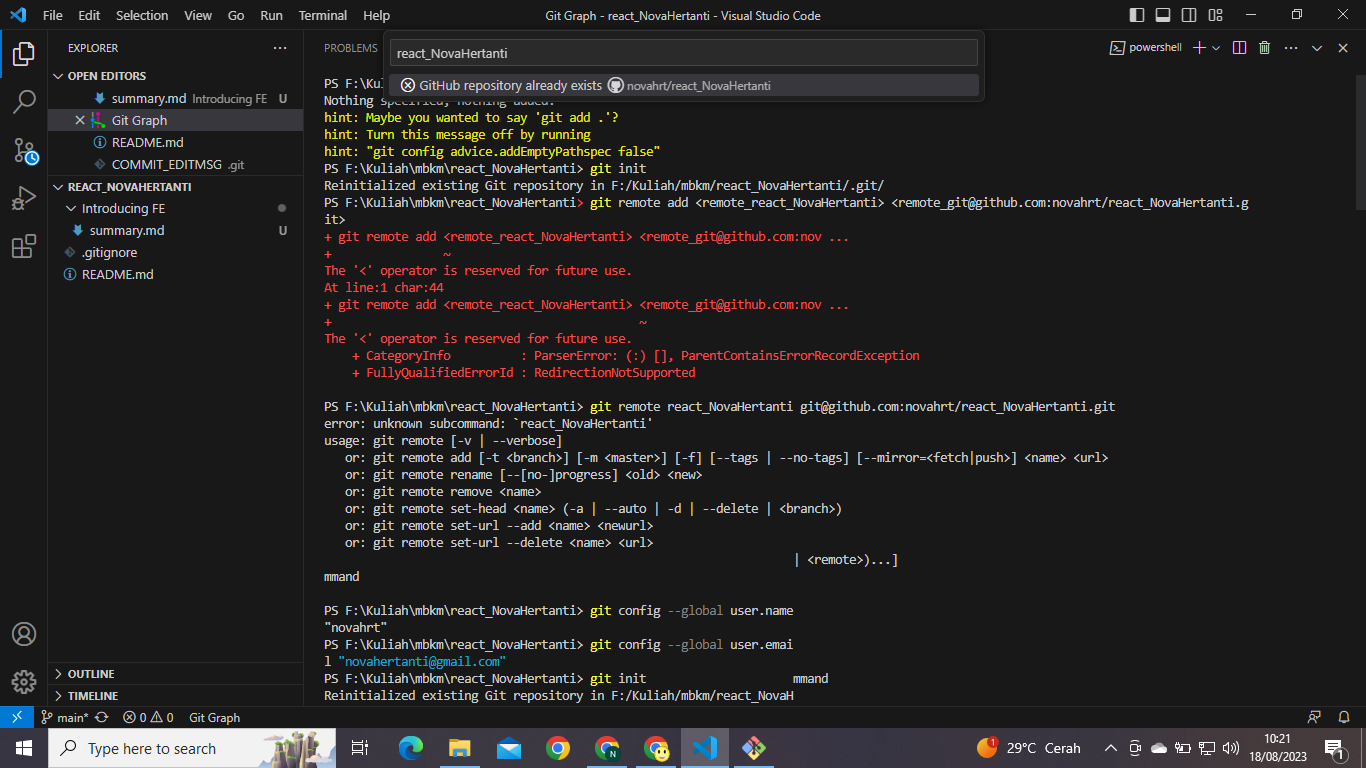 File Edit Selection View Go Run Terminal Help
Git Graph - react_NovaHertanti - Visual Studio Code
EXPLORER
OPEN EDITORS
summary.md Introducing FE U
Git Graph
README.md
COMMIT_EDITMSG .git
REACT_NOVAHERTANTI
Introducing FE
summary.md U
.gitignore
README.md
OUTLINE
TIMELINE
PROBLEMS
powershell
react_NovaHertanti
GitHub repository already exists novahrt/react_NovaHertanti
Nothing specified, nothing added.
hint: Maybe you wanted to say 'git add .'?
hint: Turn this message off by running
hint: "git config advice.addEmptyPathspec false"
PS F:\Kuliah\mbkm\react_NovaHertanti> git init
Reinitialized existing Git repository in F:/Kuliah/mbkm/react_NovaHertanti/.git/
PS F:\Kuliah\mbkm\react_NovaHertanti> git remote add <remote_react_NovaHertanti> <remote_git@github.com:novahrt/react_NovaHertanti.g
it>
+ git remote add <remote_react_NovaHertanti> <remote_git@github.com:nov ...
+ ~
The '<' operator is reserved for future use.
At line:1 char:44
+ git remote add <remote_react_NovaHertanti> <remote_git@github.com:nov ...
+ ~
The '<' operator is reserved for future use.
+ CategoryInfo : ParserError: (:) [], ParentContainsErrorRecordException
+ FullyQualifiedErrorId : RedirectionNotSupported
PS F:\Kuliah\mbkm\react_NovaHertanti> git remote react_NovaHertanti git@github.com:novahrt/react_NovaHertanti.git
error: unknown subcommand: `react_NovaHertanti'
usage: git remote [-v | --verbose]
or: git remote add [-t <branch>] [-m <master>] [-f] [--tags | --no-tags] [--mirror=<fetch|push>] <name> <url>
or: git remote rename [--[no-]progress] <old> <new>
or: git remote remove <name>
or: git remote set-head <name> (-a | --auto | -d | --delete | <branch>)
or: git remote set-url --add <name> <newurl>
or: git remote set-url --delete <name> <url>
| <remote>)...]
mmand
PS F:\Kuliah\mbkm\react_NovaHertanti> git config --global user.name
"novahrt"
PS F:\Kuliah\mbkm\react_NovaHertanti> git config --global user.emai
l "novahertanti@gmail.com"
PS F:\Kuliah\mbkm\react_NovaHertanti> git init mmand
Reinitialized existing Git repository in F:/Kuliah/mbkm/react_NovaH
main* 0 0 Git Graph
Type here to search
29°C Cerah
10:21
18/08/2023